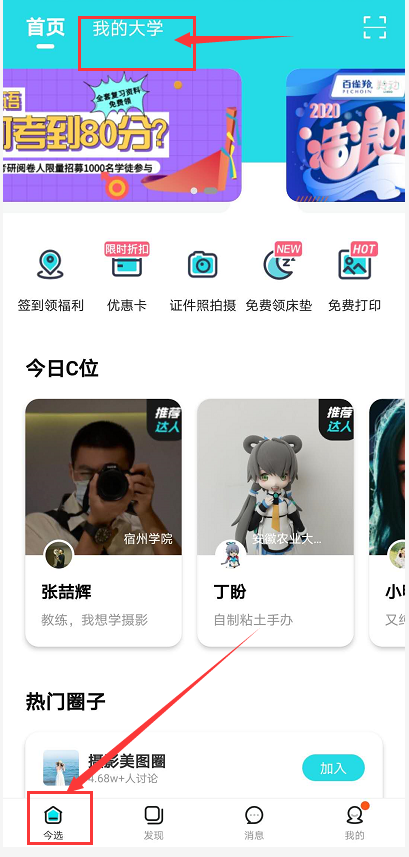 首页
我的大学
全套复习资料
免费领
可考到80分?
考研阅卷人限量招募1000名学徒参与
百雀羚
PECHOIN
2020
限时折扣
NEW
HOT
签到领福利
优惠卡
证件照拍摄
免费领床垫
免费打印
今日C位
推荐
达人
推荐
达人
宿州学院
安徽农业大...
张喆辉
丁盼
教练，我想学摄影
自制粘土手办
热门圈子
摄影美图圈
4.68w+人讨论
加入
今选
发现
消息
我的